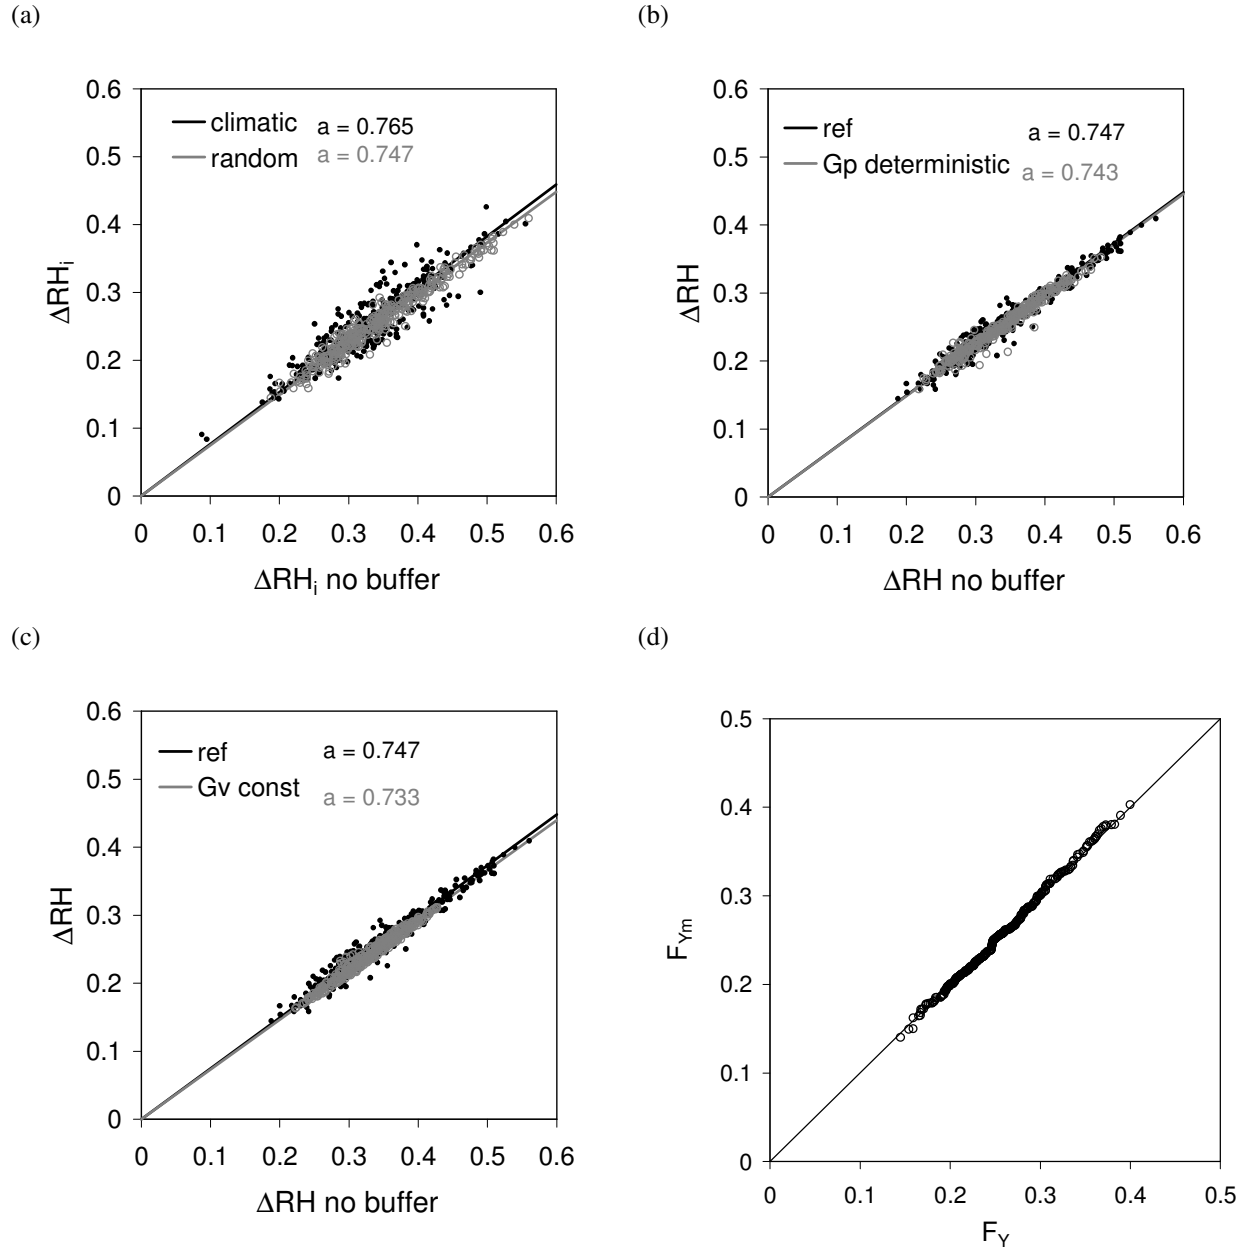 (a)
0.6
0.5
0.4
0.3
0.2
0.1
0
ΔRHi
climatic a = 0.765
random a = 0.747
0 0.1 0.2 0.3 0.4 0.5 0.6
ΔRHi no buffer
(b)
0.6
0.5
0.4
0.3
0.2
0.1
0
ΔRH
ref a = 0.747
Gp deterministic a = 0.743
0 0.1 0.2 0.3 0.4 0.5 0.6
ΔRH no buffer
(c)
0.6
0.5
0.4
0.3
0.2
0.1
0
ΔRH
ref a = 0.747
Gv const a = 0.733
0 0.1 0.2 0.3 0.4 0.5 0.6
ΔRH no buffer
(d)
0.5
0.4
0.3
0.2
0.1
0
FYm
0 0.1 0.2 0.3 0.4 0.5
FY